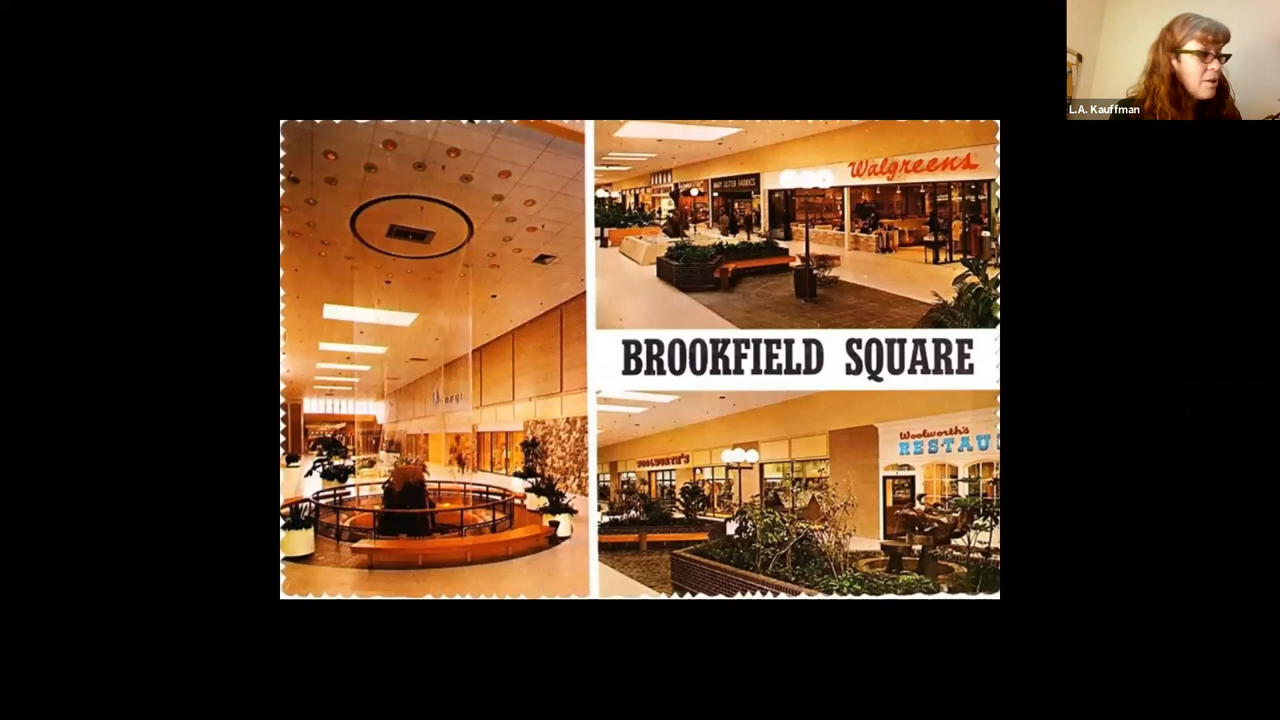 L.A. Kauffman
Walgreens
BROOKFIELD SQUARE
Woolworth's
RESTAU
WOOLWORTH'S